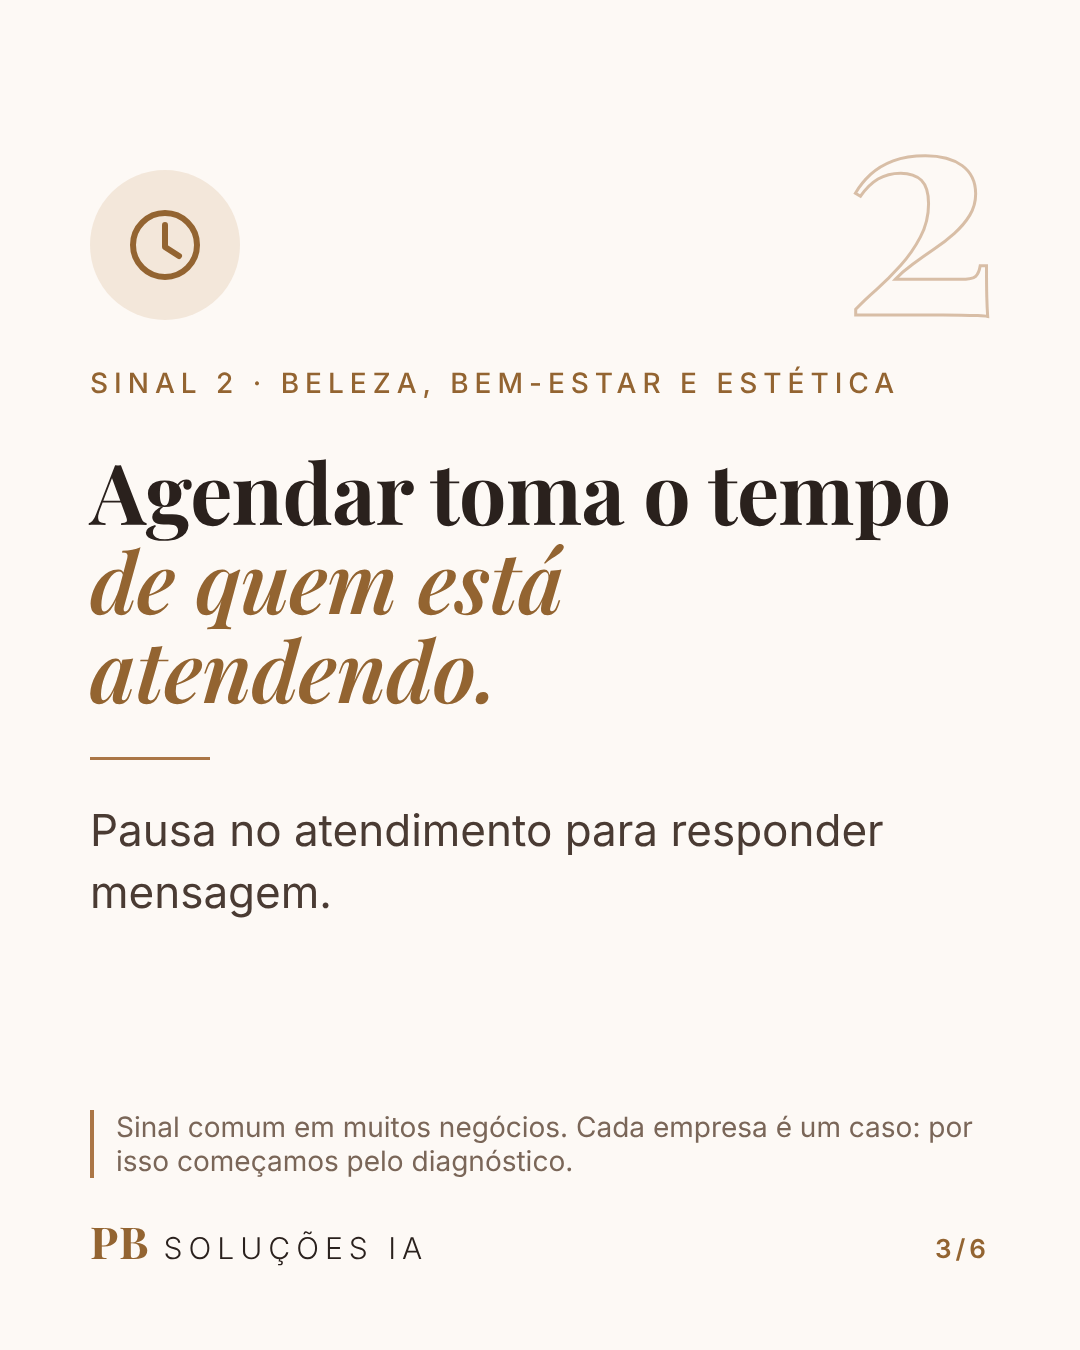 2
SINAL 2 · BELEZA, BEM-ESTAR E ESTÉTICA
Agendar toma o tempo
de quem está
atendendo.
Pausa no atendimento para responder
mensagem.
Sinal comum em muitos negócios. Cada empresa é um caso: por
isso começamos pelo diagnóstico.
PB SOLUÇÕES IA
3/6